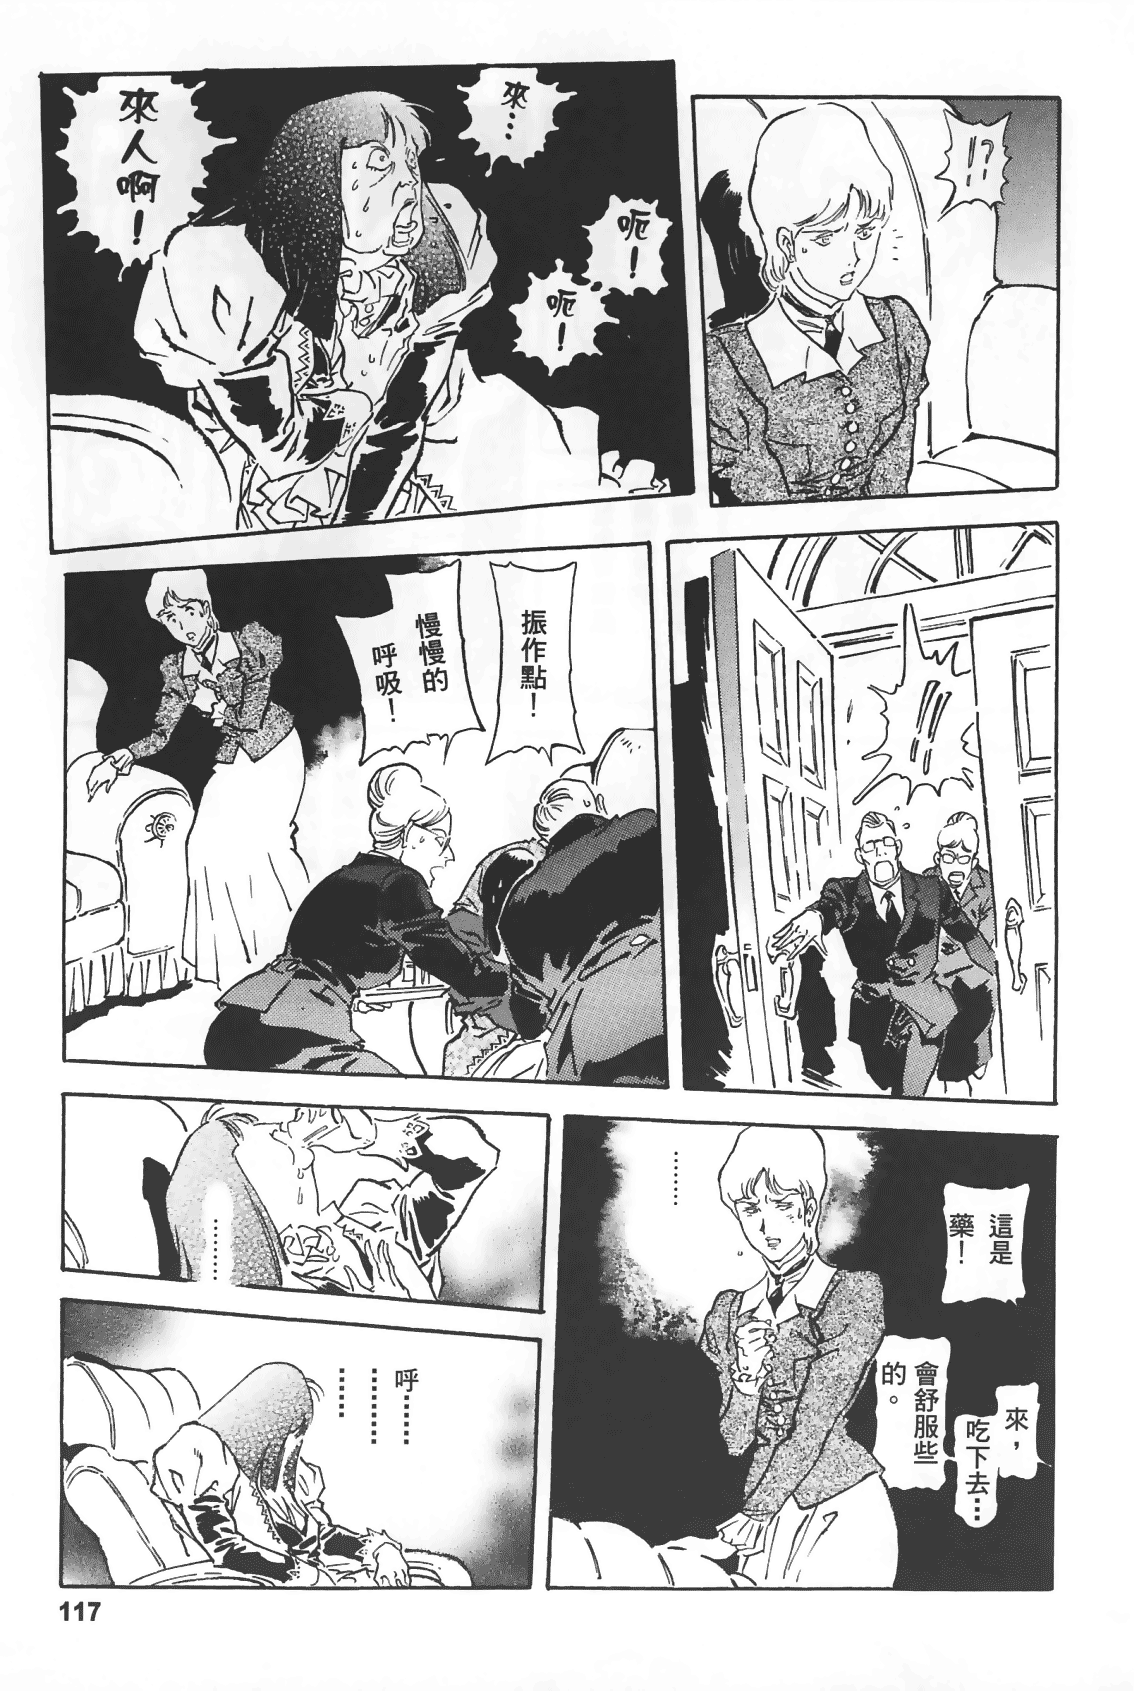 !?
來…
呃！
呃！
來人
啊！
!!
!!
振作點！
慢慢的
呼吸！
這是
藥！
來，
吃下去…
會舒服些
的。
………
………
呼……
………
……
117